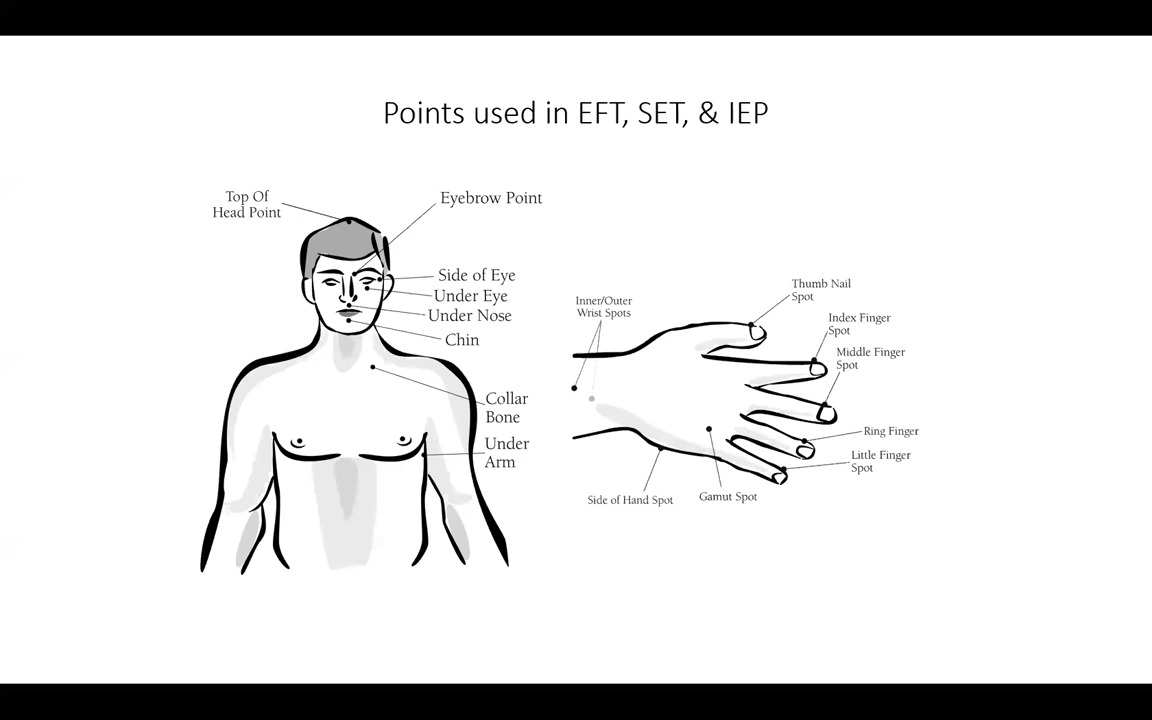 Points used in EFT, SET, & IEP
Top Of
Head Point
Eyebrow Point
Side of Eye
Under Eye
Under Nose
Chin
Collar
Bone
Under
Arm
Inner/Outer
Wrist Spots
Thumb Nail
Spot
Index Finger
Spot
Middle Finger
Spot
Ring Finger
Little Finger
Spot
Gamut Spot
Side of Hand Spot